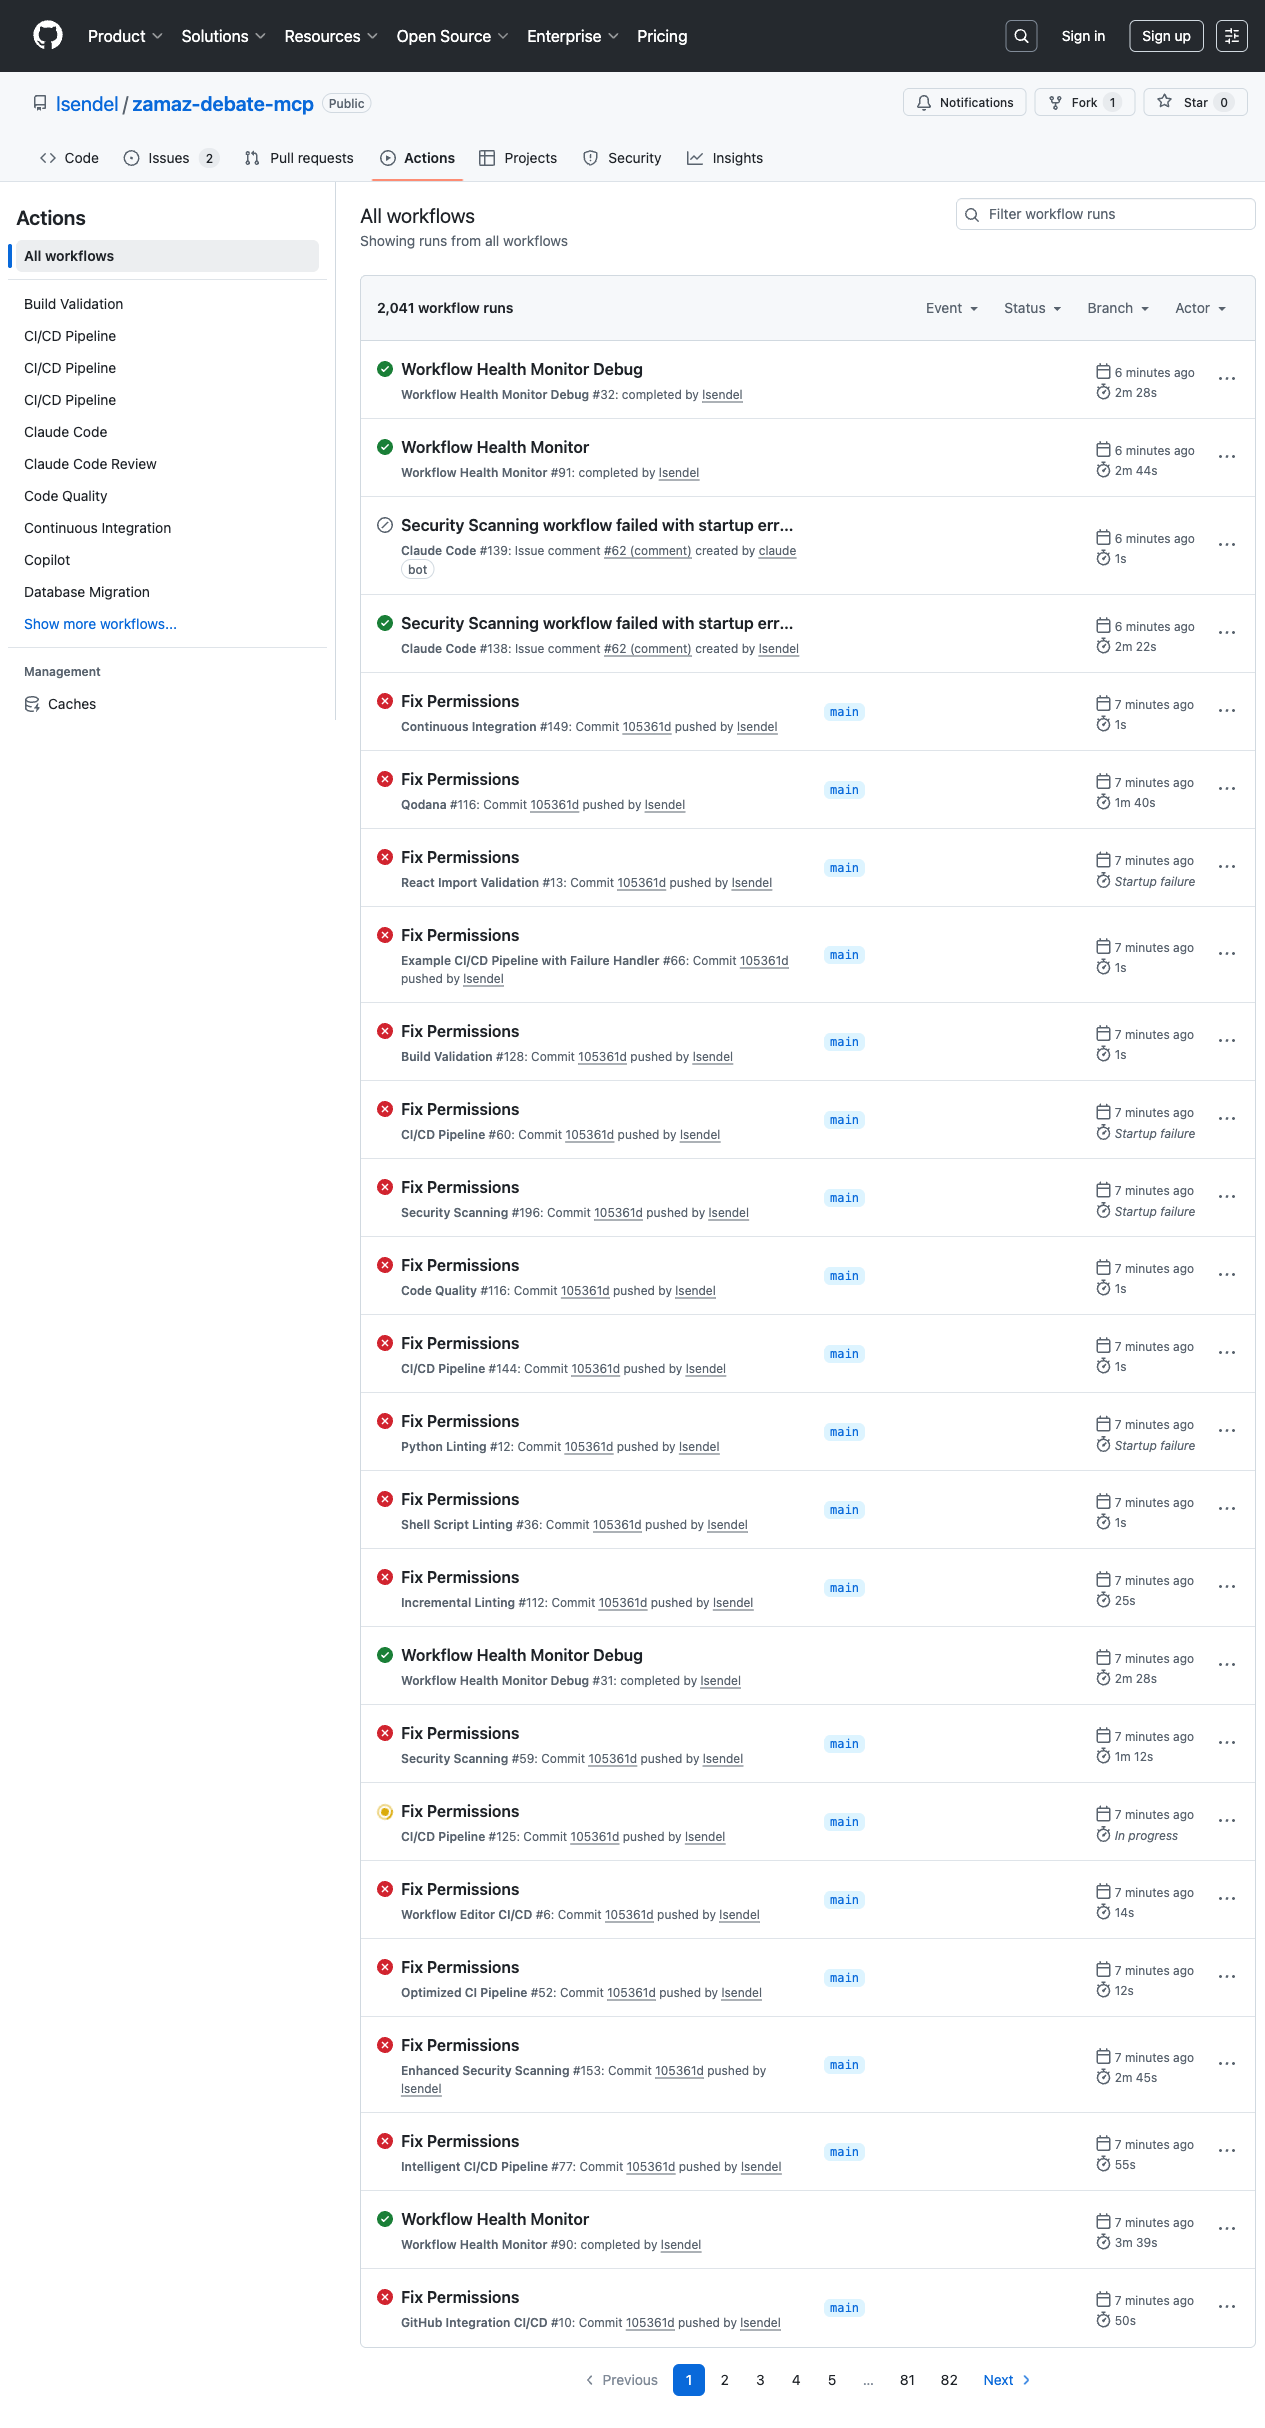 Product Solutions Resources Open Source Enterprise Pricing Sign in Sign up
lsendel / zamaz-debate-mcp Public Notifications Fork 1 Star 0
Code Issues 2 Pull requests Actions Projects Security Insights
Actions
All workflows
Build Validation
CI/CD Pipeline
CI/CD Pipeline
CI/CD Pipeline
Claude Code
Claude Code Review
Code Quality
Continuous Integration
Copilot
Database Migration
Show more workflows...
Management
Caches
All workflows
Showing runs from all workflows
Filter workflow runs
2,041 workflow runs Event Status Branch Actor
Workflow Health Monitor Debug
Workflow Health Monitor Debug #32: completed by lsendel
6 minutes ago
2m 28s
Workflow Health Monitor
Workflow Health Monitor #91: completed by lsendel
6 minutes ago
2m 44s
Security Scanning workflow failed with startup err...
Claude Code #139: Issue comment #62 (comment) created by claude
bot
6 minutes ago
1s
Security Scanning workflow failed with startup err...
Claude Code #138: Issue comment #62 (comment) created by lsendel
6 minutes ago
2m 22s
Fix Permissions
Continuous Integration #149: Commit 105361d pushed by lsendel
main
7 minutes ago
1s
Fix Permissions
Qodana #116: Commit 105361d pushed by lsendel
main
7 minutes ago
1m 40s
Fix Permissions
React Import Validation #13: Commit 105361d pushed by lsendel
main
7 minutes ago
Startup failure
Fix Permissions
Example CI/CD Pipeline with Failure Handler #66: Commit 105361d
pushed by lsendel
main
7 minutes ago
1s
Fix Permissions
Build Validation #128: Commit 105361d pushed by lsendel
main
7 minutes ago
1s
Fix Permissions
CI/CD Pipeline #60: Commit 105361d pushed by lsendel
main
7 minutes ago
Startup failure
Fix Permissions
Security Scanning #196: Commit 105361d pushed by lsendel
main
7 minutes ago
Startup failure
Fix Permissions
Code Quality #116: Commit 105361d pushed by lsendel
main
7 minutes ago
1s
Fix Permissions
CI/CD Pipeline #144: Commit 105361d pushed by lsendel
main
7 minutes ago
1s
Fix Permissions
Python Linting #12: Commit 105361d pushed by lsendel
main
7 minutes ago
Startup failure
Fix Permissions
Shell Script Linting #36: Commit 105361d pushed by lsendel
main
7 minutes ago
1s
Fix Permissions
Incremental Linting #112: Commit 105361d pushed by lsendel
main
7 minutes ago
25s
Workflow Health Monitor Debug
Workflow Health Monitor Debug #31: completed by lsendel
7 minutes ago
2m 28s
Fix Permissions
Security Scanning #59: Commit 105361d pushed by lsendel
main
7 minutes ago
1m 12s
Fix Permissions
CI/CD Pipeline #125: Commit 105361d pushed by lsendel
main
7 minutes ago
In progress
Fix Permissions
Workflow Editor CI/CD #6: Commit 105361d pushed by lsendel
main
7 minutes ago
14s
Fix Permissions
Optimized CI Pipeline #52: Commit 105361d pushed by lsendel
main
7 minutes ago
12s
Fix Permissions
Enhanced Security Scanning #153: Commit 105361d pushed by
lsendel
main
7 minutes ago
2m 45s
Fix Permissions
Intelligent CI/CD Pipeline #77: Commit 105361d pushed by lsendel
main
7 minutes ago
55s
Workflow Health Monitor
Workflow Health Monitor #90: completed by lsendel
7 minutes ago
3m 39s
Fix Permissions
GitHub Integration CI/CD #10: Commit 105361d pushed by lsendel
main
7 minutes ago
50s
Previous 1 2 3 4 5 … 81 82 Next